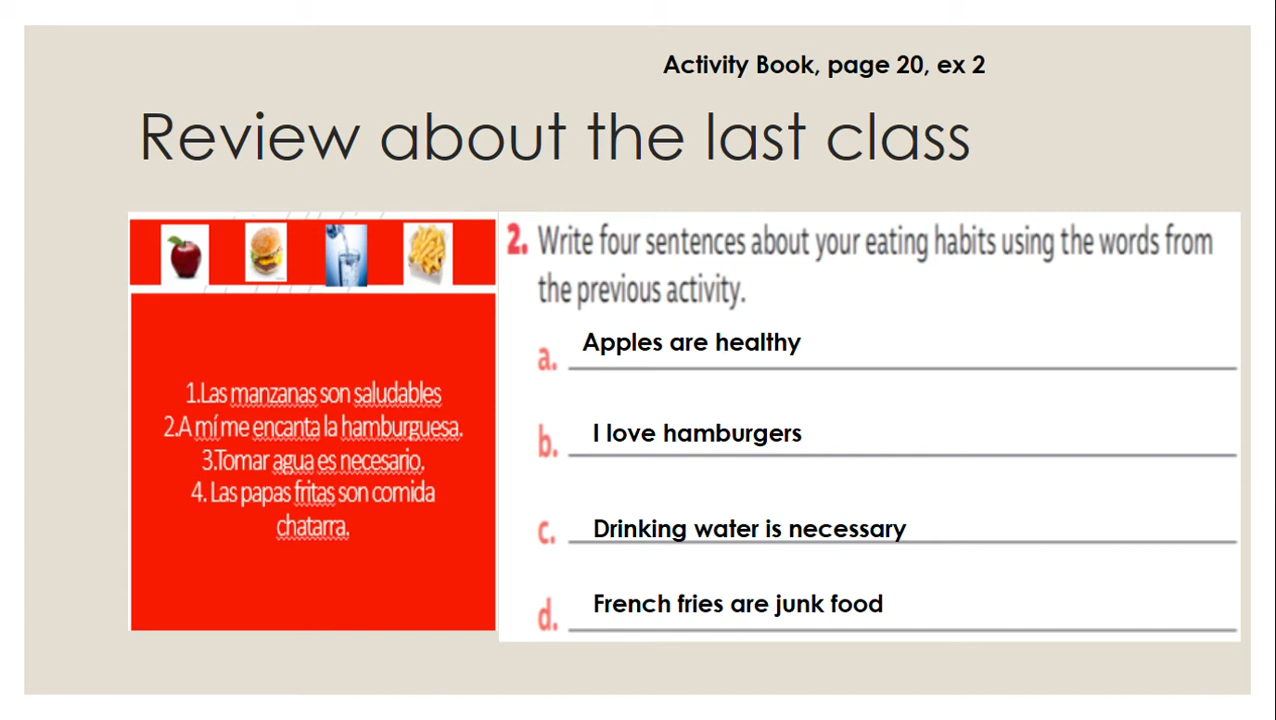 Activity Book, page 20, ex 2
Review about the last class
1.Las manzanas son saludables
2.A mí me encanta la hamburguesa.
3.Tomar agua es necesario.
4. Las papas fritas son comida
chatarra.
2. Write four sentences about your eating habits using the words from
the previous activity.
a. Apples are healthy
b. I love hamburgers
c. Drinking water is necessary
d. French fries are junk food